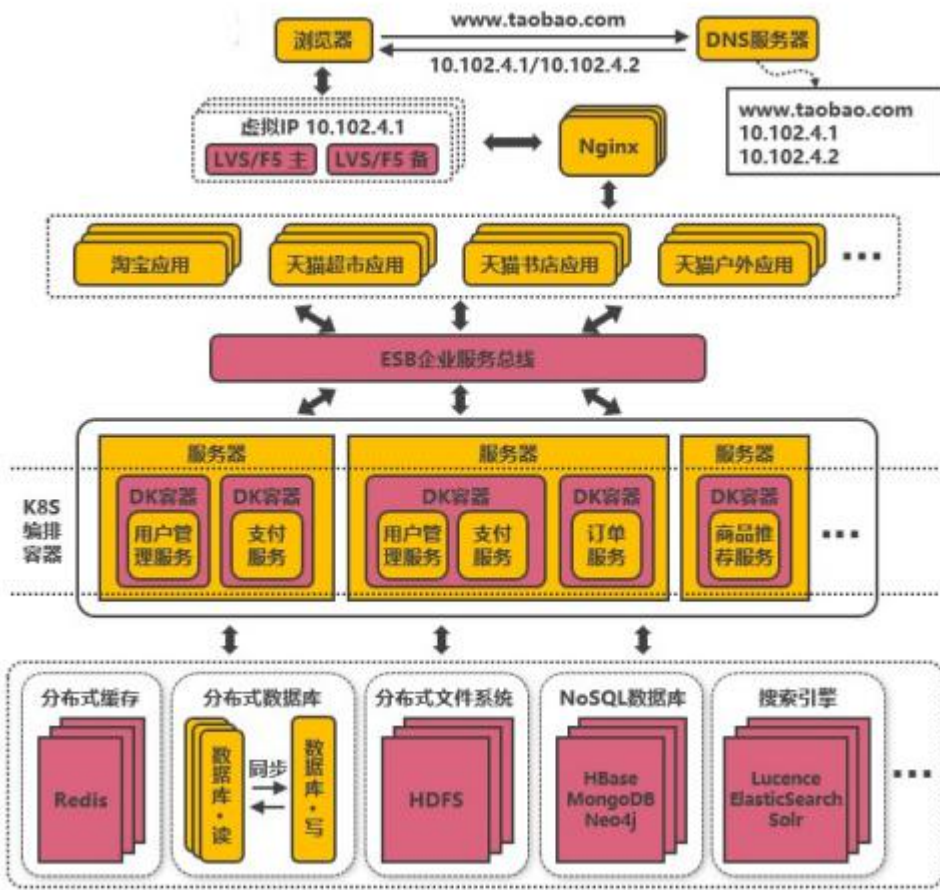 www.taobao.com
浏览器
DNS服务器
10.102.4.1/10.102.4.2
www.taobao.com
10.102.4.1
10.102.4.2
虚拟IP 10.102.4.1
LVS/F5 主
LVS/F5 备
Nginx
淘宝应用
天猫超市应用
天猫书店应用
天猫户外应用
ESB企业服务总线
K8S
编排
容器
服务器
DK容器
用户管
理服务
DK容器
支付
服务
服务器
DK容器
用户管
理服务
支付
服务
DK容器
订单
服务
服务器
DK容器
商品推
荐服务
分布式缓存
Redis
分布式数据库
数据库·读
同步
数据库·写
分布式文件系统
HDFS
NoSQL数据库
HBase
MongoDB
Neo4j
搜索引擎
Lucence
ElasticSearch
Solr